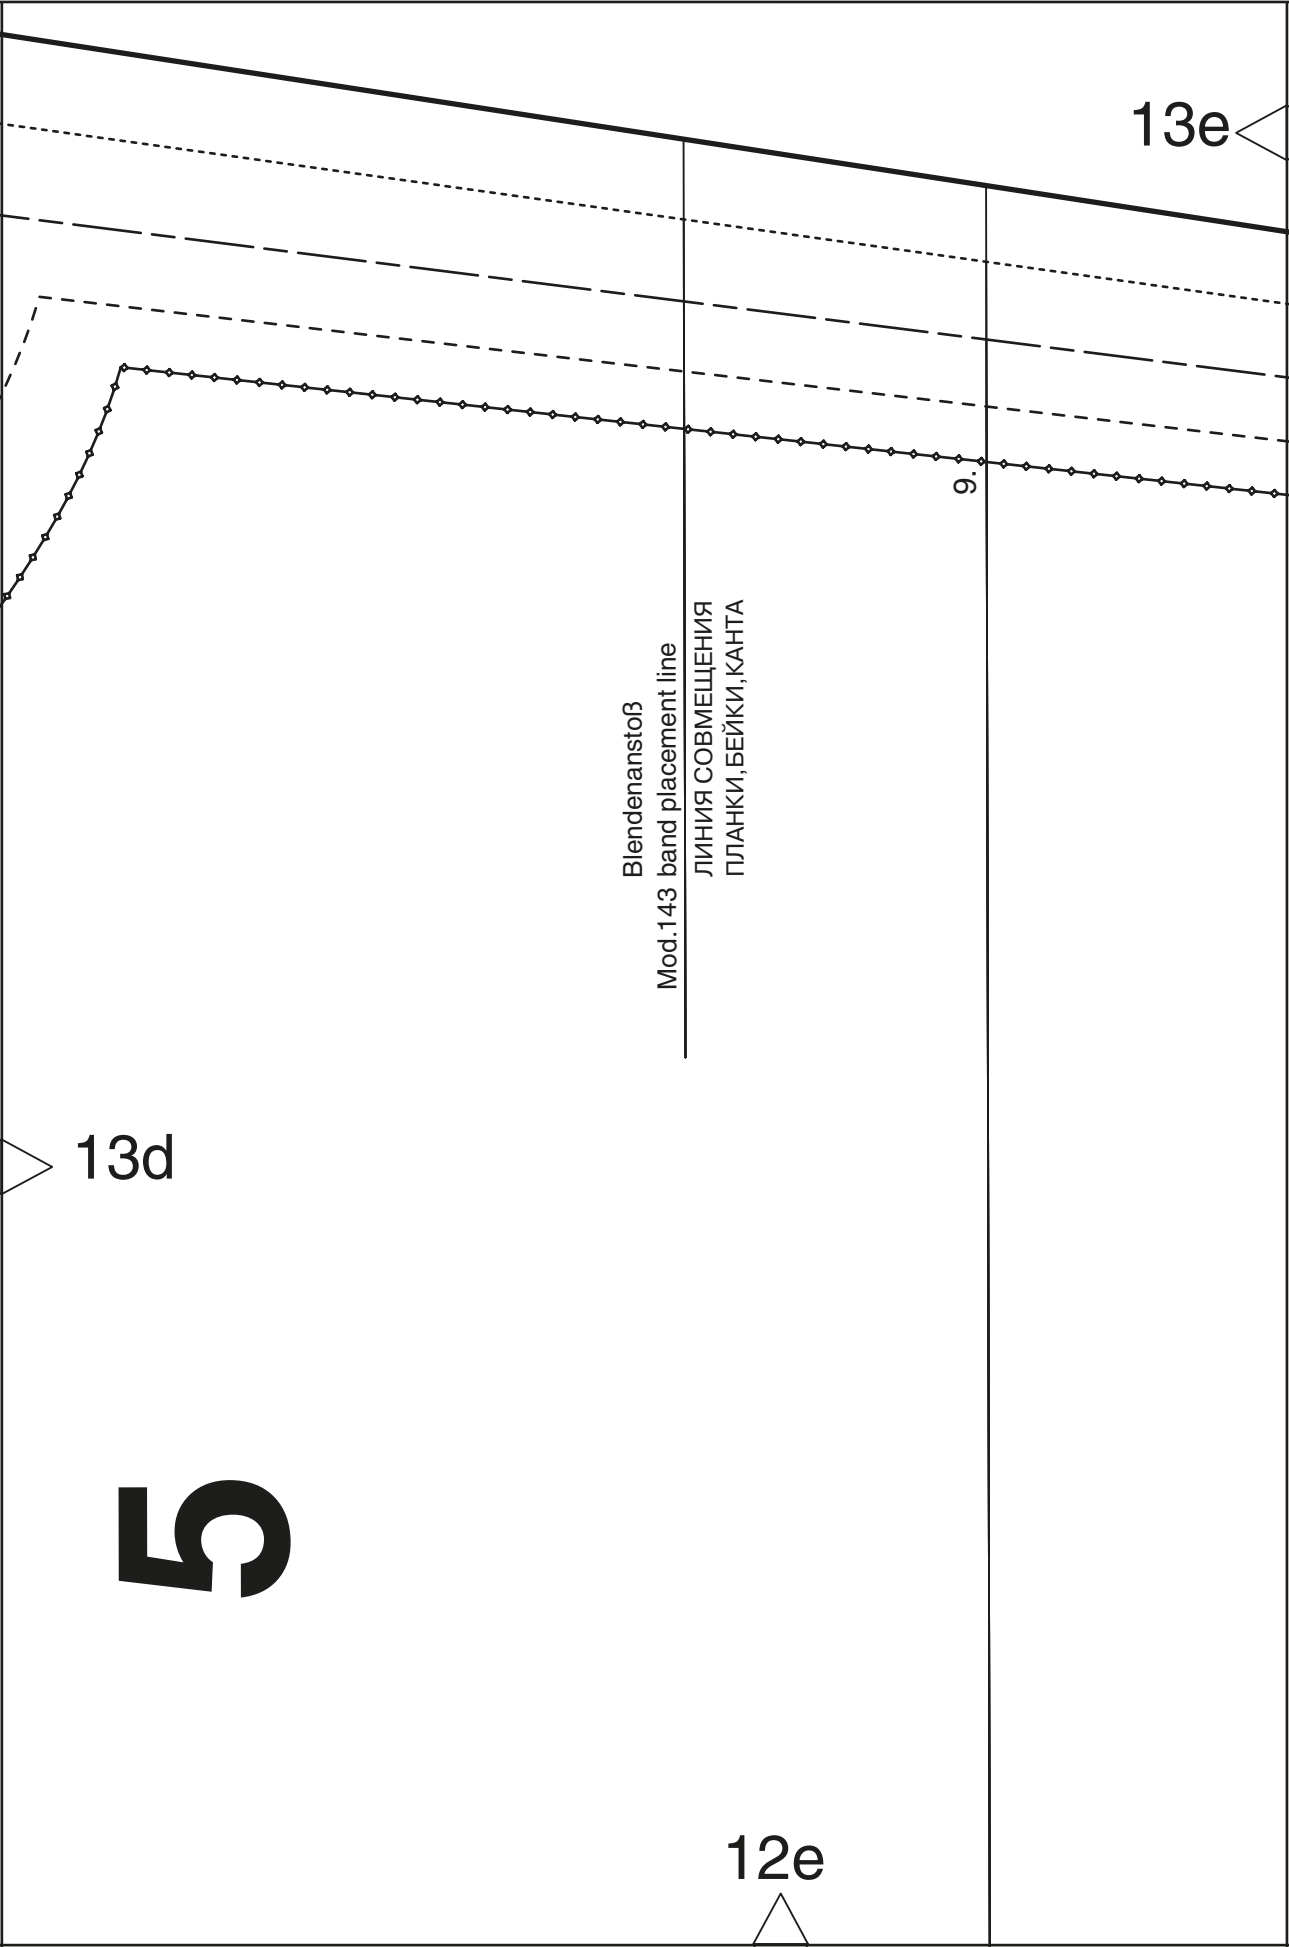 13e
9.
Blendenanstoß
Mod.143 band placement line
ЛИНИЯ СОВМЕЩЕНИЯ
ПЛАНКИ,БЕЙКИ,КАНТА
13d
5
12e